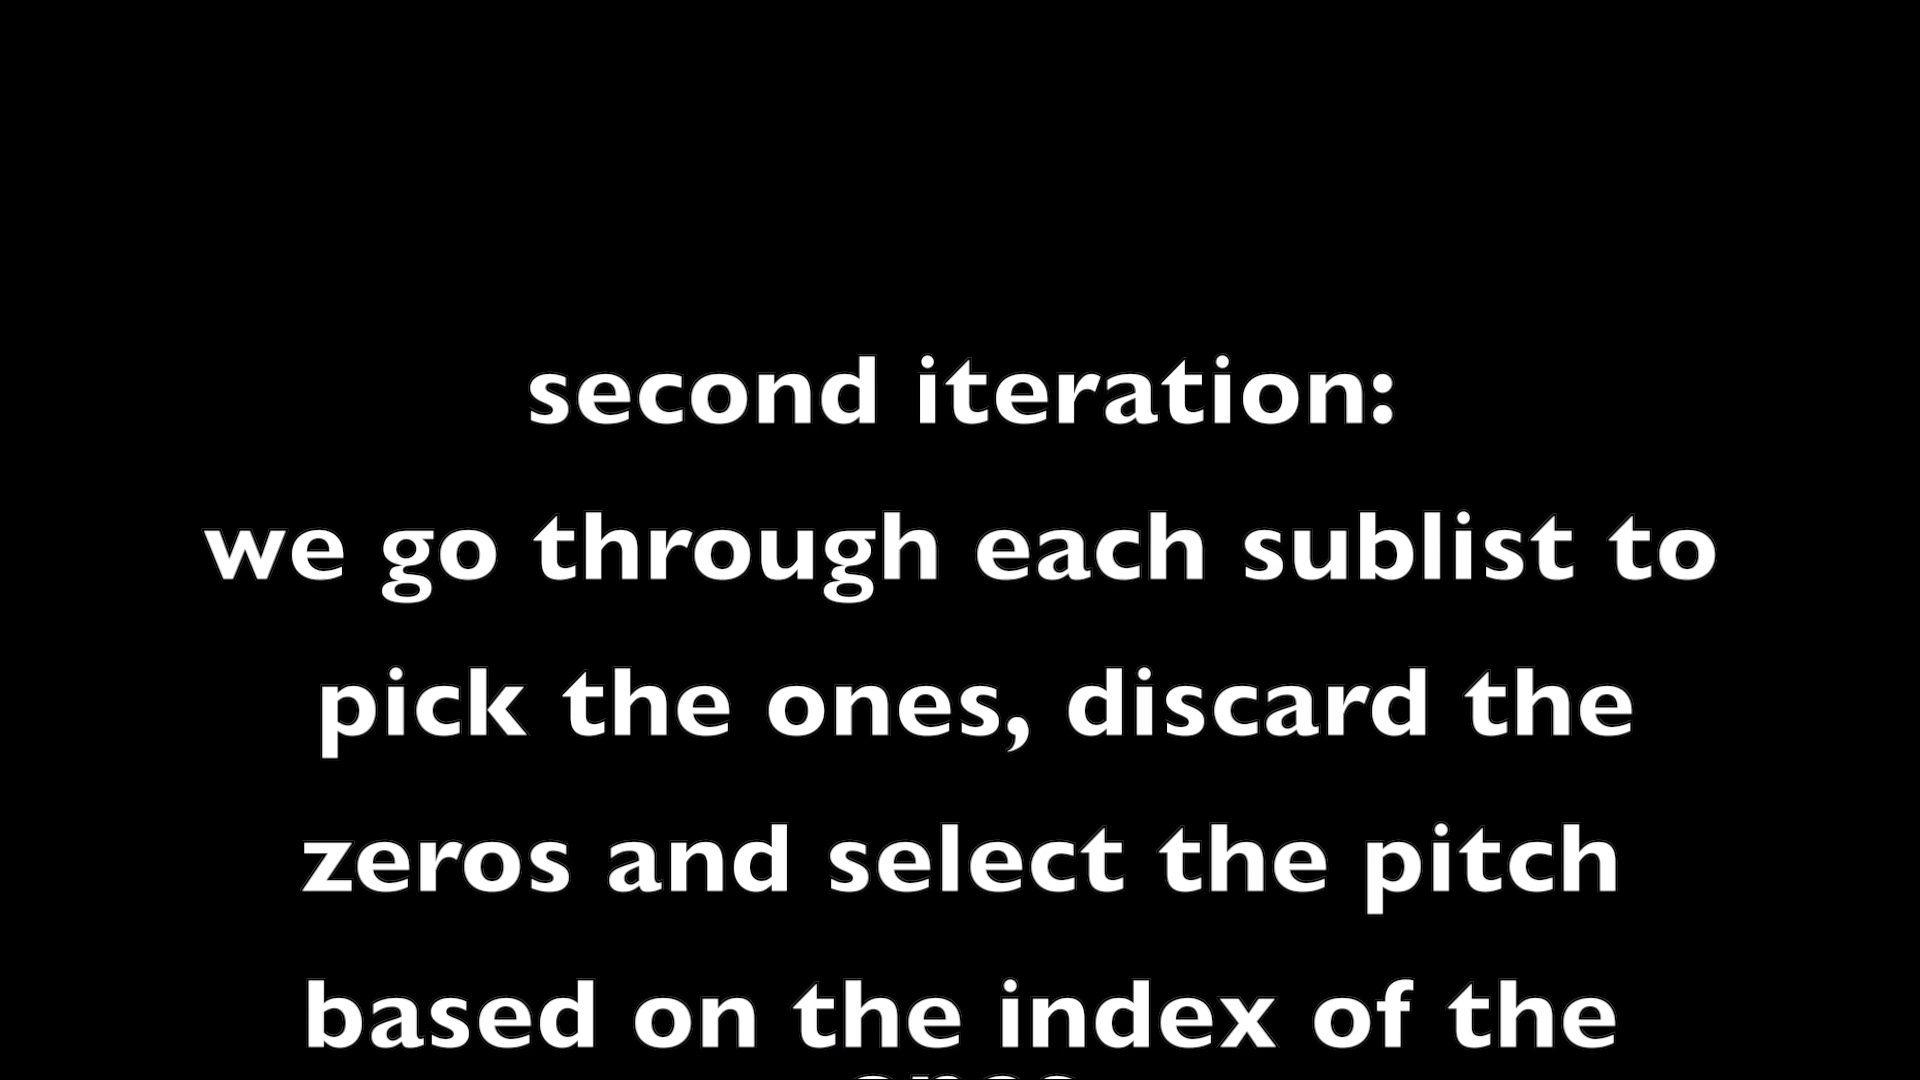 second iteration:
we go through each sublist to
pick the ones, discard the
zeros and select the pitch
based on the index of the